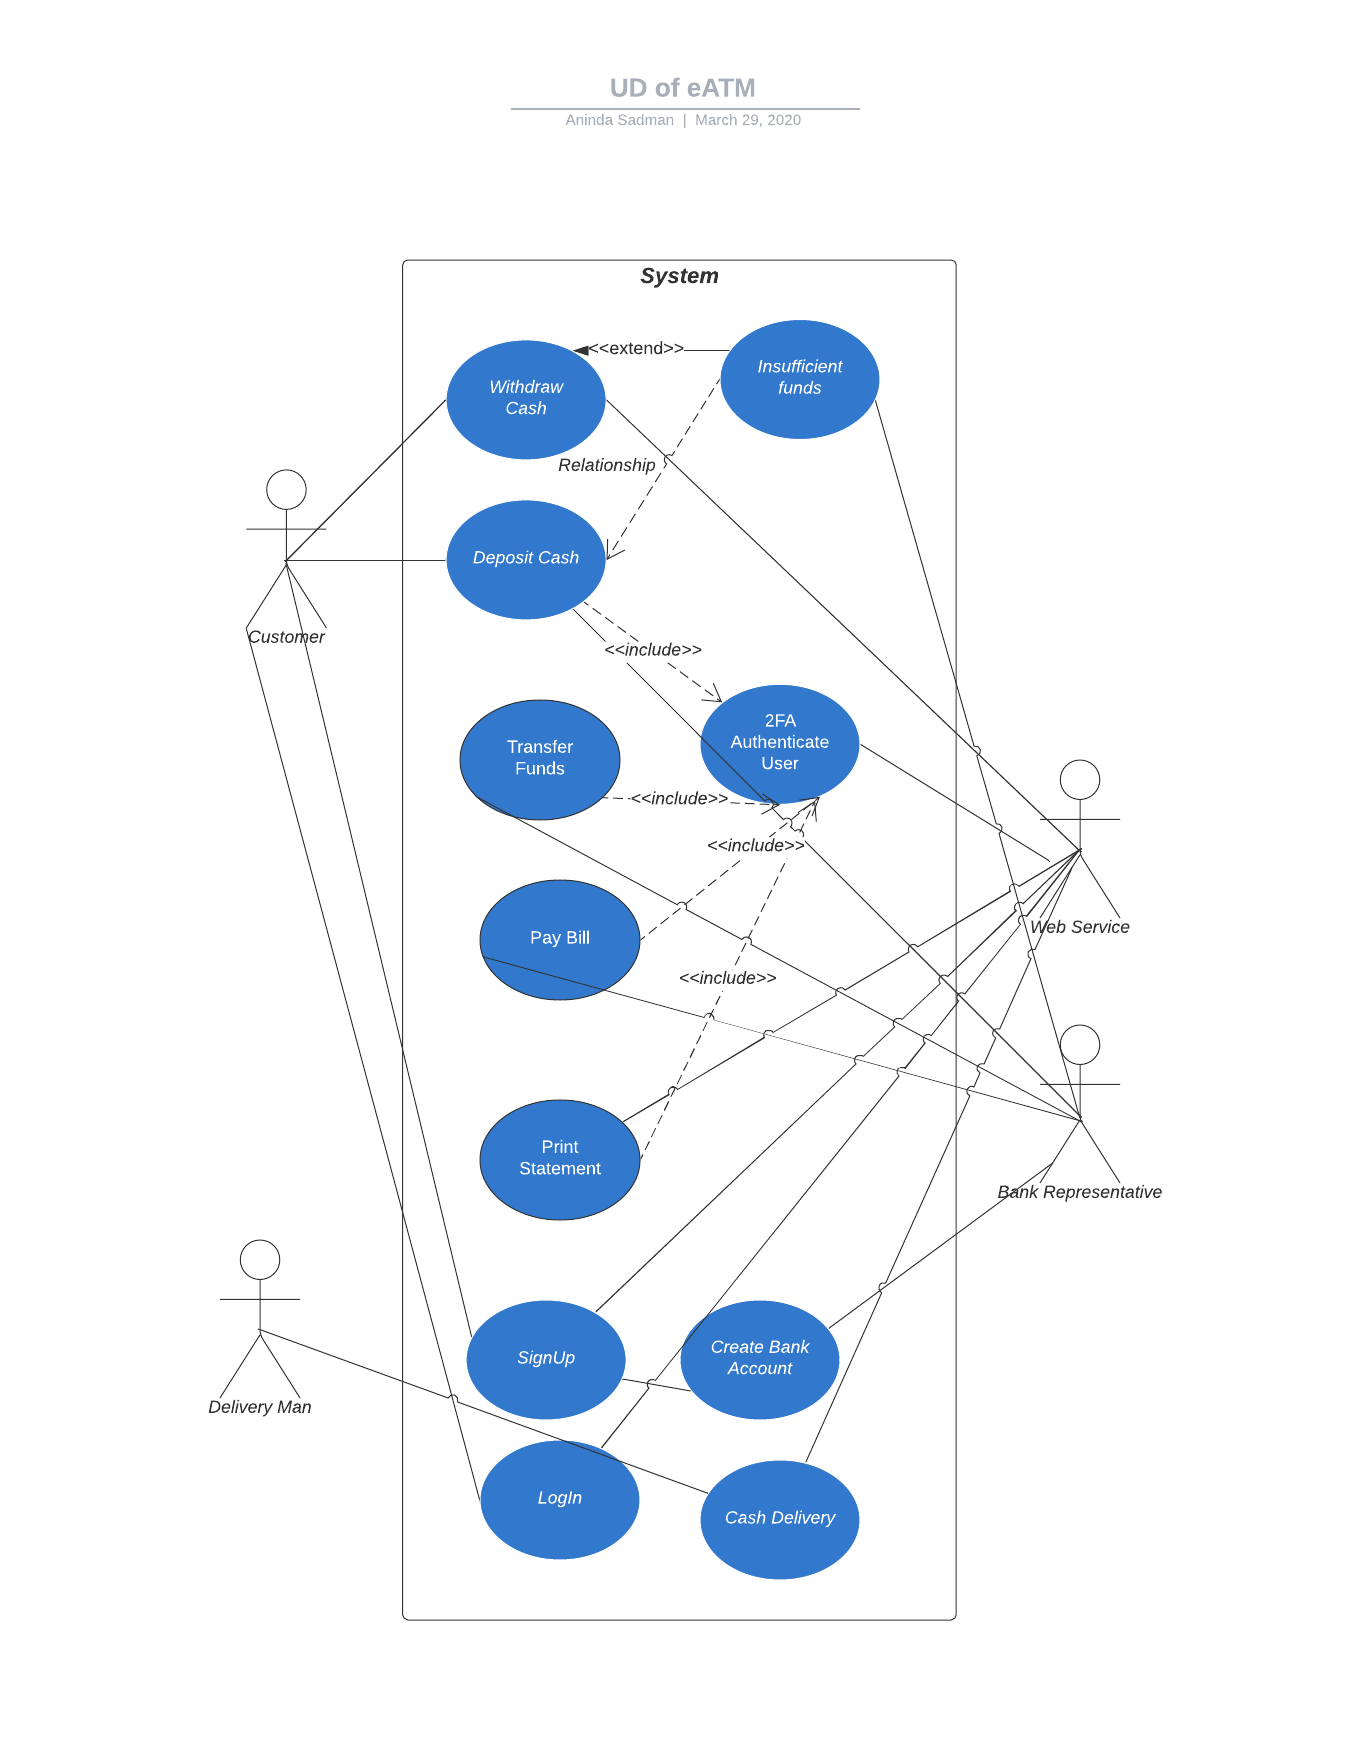 UD of eATM
Aninda Sadman | March 29, 2020
System
<<extend>>
Insufficient
funds
Withdraw
Cash
Relationship
Deposit Cash
Customer
<<include>>
2FA
Authenticate
User
Transfer
Funds
<<include>>
<<include>>
Web Service
Pay Bill
<<include>>
Print
Statement
Bank Representative
SignUp
Create Bank
Account
Delivery Man
LogIn
Cash Delivery